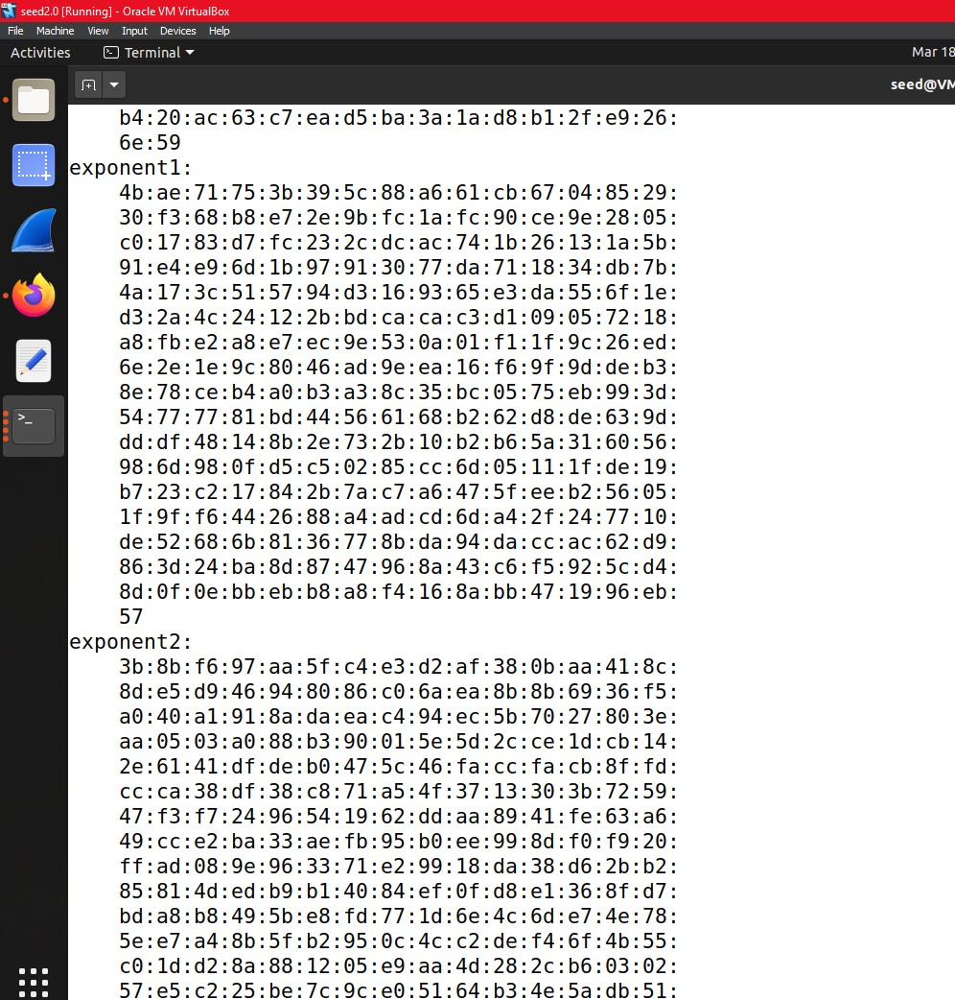 seed2.0 [Running] - Oracle VM VirtualBox
File Machine View Input Devices Help
Activities Terminal Mar 18
seed@VM
b4:20:ac:63:c7:ea:d5:ba:3a:1a:d8:b1:2f:e9:26:
6e:59
exponent1:
4b:ae:71:75:3b:39:5c:88:a6:61:cb:67:04:85:29:
30:f3:68:b8:e7:2e:9b:fc:1a:fc:90:ce:9e:28:05:
c0:17:83:d7:fc:23:2c:dc:ac:74:1b:26:13:1a:5b:
91:e4:e9:6d:1b:97:91:30:77:da:71:18:34:db:7b:
4a:17:3c:51:57:94:d3:16:93:65:e3:da:55:6f:1e:
d3:2a:4c:24:12:2b:bd:ca:ca:c3:d1:09:05:72:18:
a8:fb:e2:a8:e7:ec:9e:53:0a:01:f1:1f:9c:26:ed:
6e:2e:1e:9c:80:46:ad:9e:ea:16:f6:9f:9d:de:b3:
8e:78:ce:b4:a0:b3:a3:8c:35:bc:05:75:eb:99:3d:
54:77:77:81:bd:44:56:61:68:b2:62:d8:de:63:9d:
dd:df:48:14:8b:2e:73:2b:10:b2:b6:5a:31:60:56:
98:6d:98:0f:d5:c5:02:85:cc:6d:05:11:1f:de:19:
b7:23:c2:17:84:2b:7a:c7:a6:47:5f:ee:b2:56:05:
1f:9f:f6:44:26:88:a4:ad:cd:6d:a4:2f:24:77:10:
de:52:68:6b:81:36:77:8b:da:94:da:cc:ac:62:d9:
86:3d:24:ba:8d:87:47:96:8a:43:c6:f5:92:5c:d4:
8d:0f:0e:bb:eb:b8:a8:f4:16:8a:bb:47:19:96:eb:
57
exponent2:
3b:8b:f6:97:aa:5f:c4:e3:d2:af:38:0b:aa:41:8c:
8d:e5:d9:46:94:80:86:c0:6a:ea:8b:8b:69:36:f5:
a0:40:a1:91:8a:da:ea:c4:94:ec:5b:70:27:80:3e:
aa:05:03:a0:88:b3:90:01:5e:5d:2c:ce:1d:cb:14:
2e:61:41:df:de:b0:47:5c:46:fa:cc:fa:cb:8f:fd:
cc:ca:38:df:38:c8:71:a5:4f:37:13:30:3b:72:59:
47:f3:f7:24:96:54:19:62:dd:aa:89:41:fe:63:a6:
49:cc:e2:ba:33:ae:fb:95:b0:ee:99:8d:f0:f9:20:
ff:ad:08:9e:96:33:71:e2:99:18:da:38:d6:2b:b2:
85:81:4d:ed:b9:b1:40:84:ef:0f:d8:e1:36:8f:d7:
bd:a8:b8:49:5b:e8:fd:77:1d:6e:4c:6d:e7:4e:78:
5e:e7:a4:8b:5f:b2:95:0c:4c:c2:de:f4:6f:4b:55:
c0:1d:d2:8a:88:12:05:e9:aa:4d:28:2c:b6:03:02:
57:e5:c2:25:be:7c:9c:e0:51:64:b3:4e:5a:db:51: